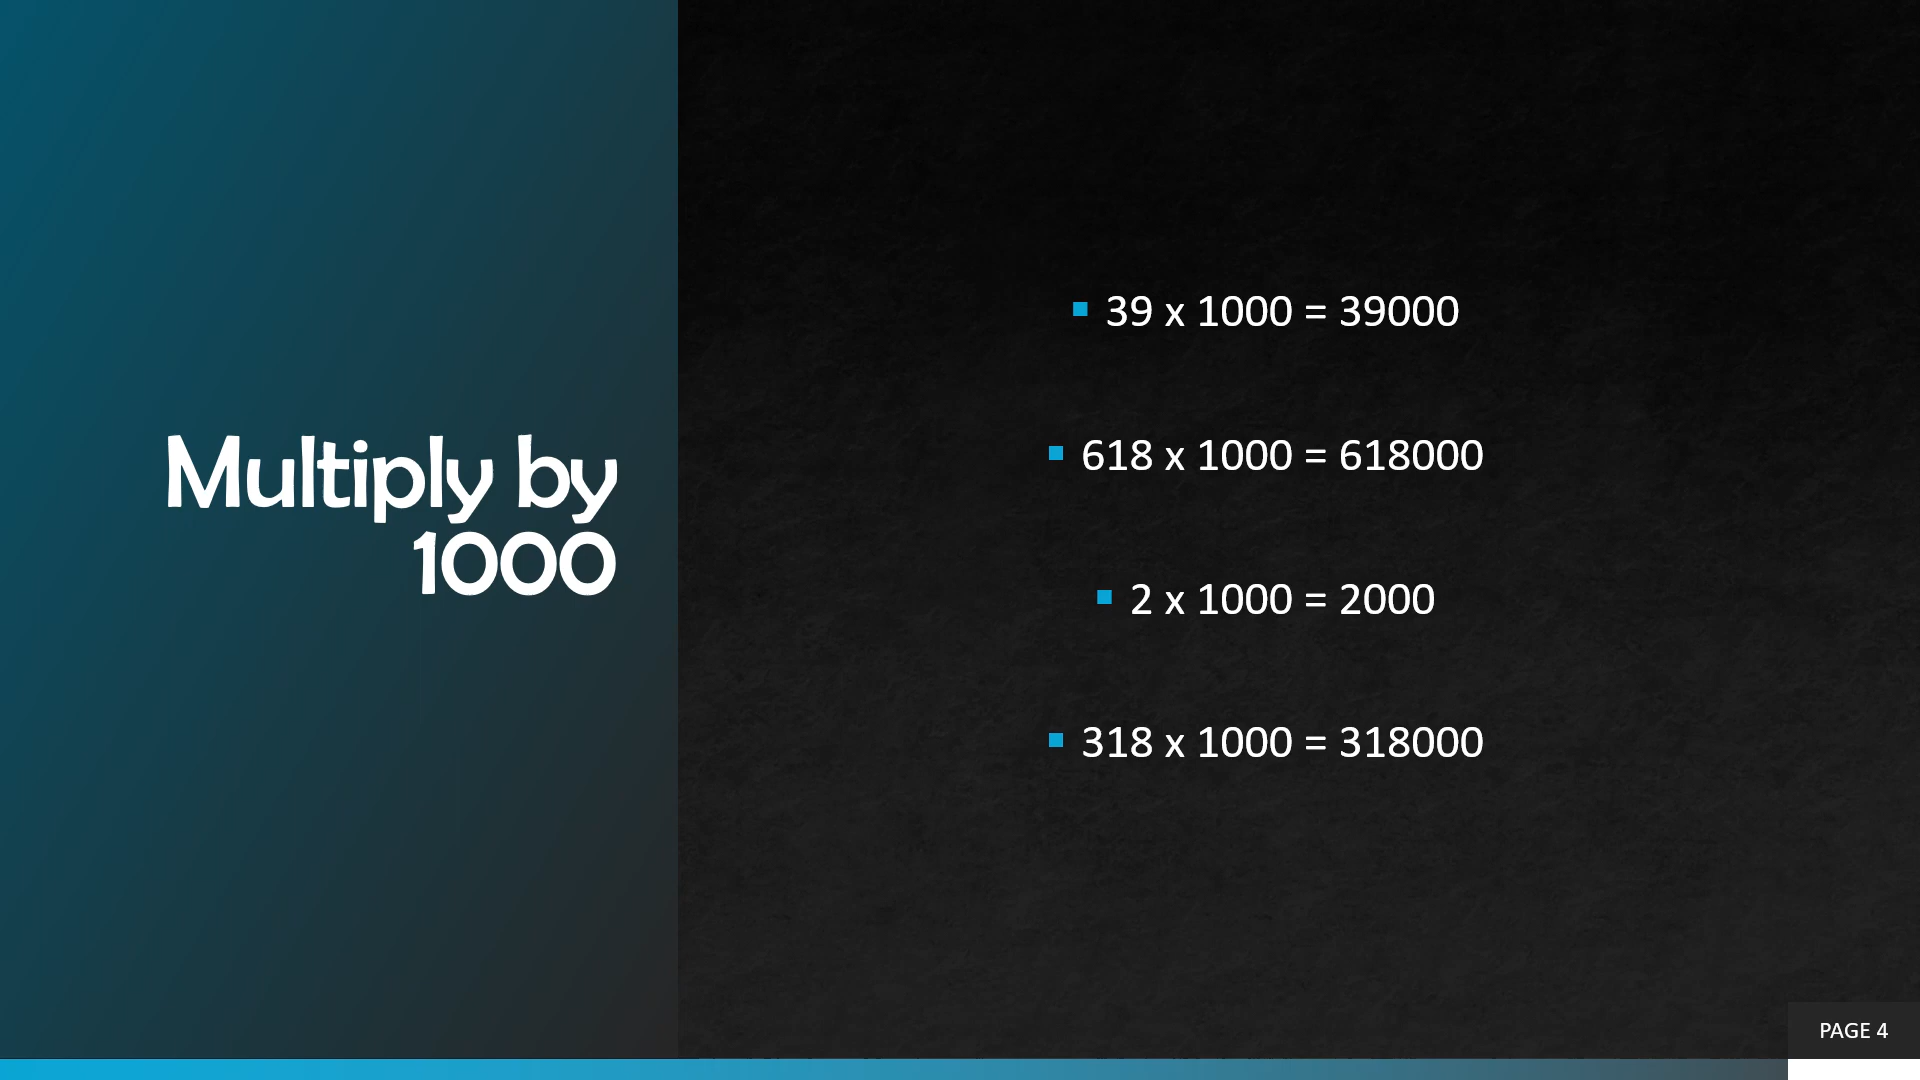 Multiply by
1000
39 x 1000 = 39000
618 x 1000 = 618000
2 x 1000 = 2000
318 x 1000 = 318000
PAGE 4